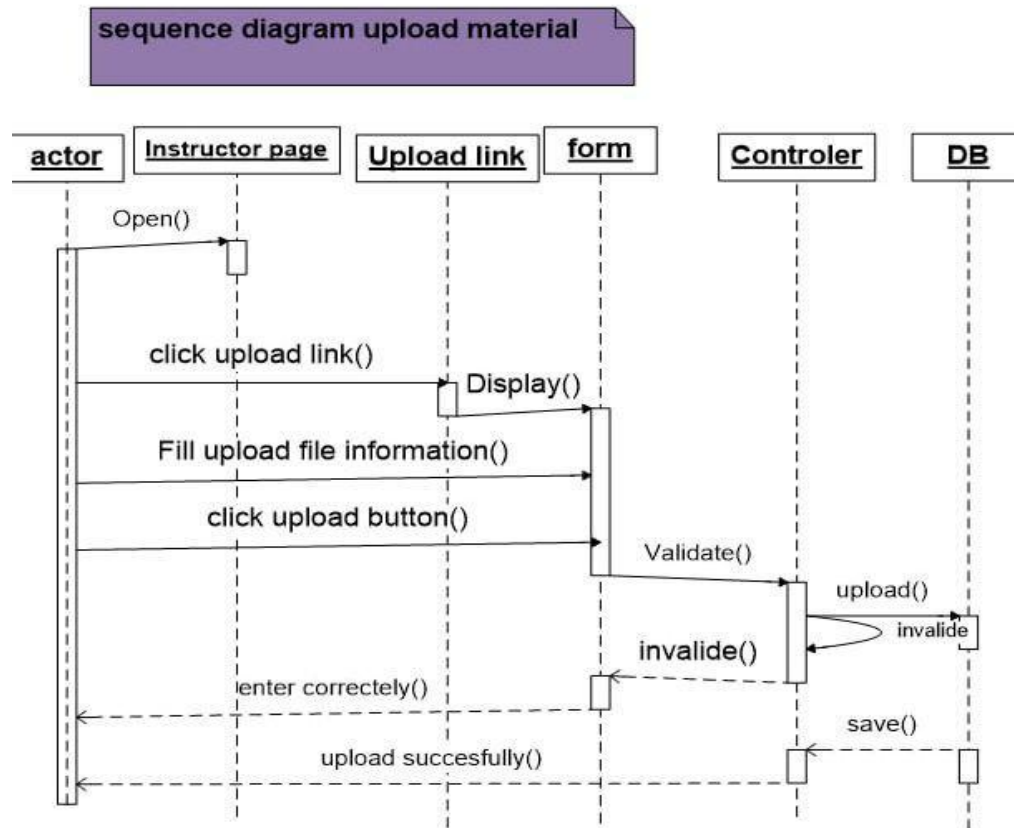 sequence diagram upload material
actor
Instructor page
Upload link
form
Controler
DB
Open()
click upload link()
Display()
Fill upload file information()
click upload button()
Validate()
upload()
invalide
invalide()
enter correctely()
save()
upload succesfully()